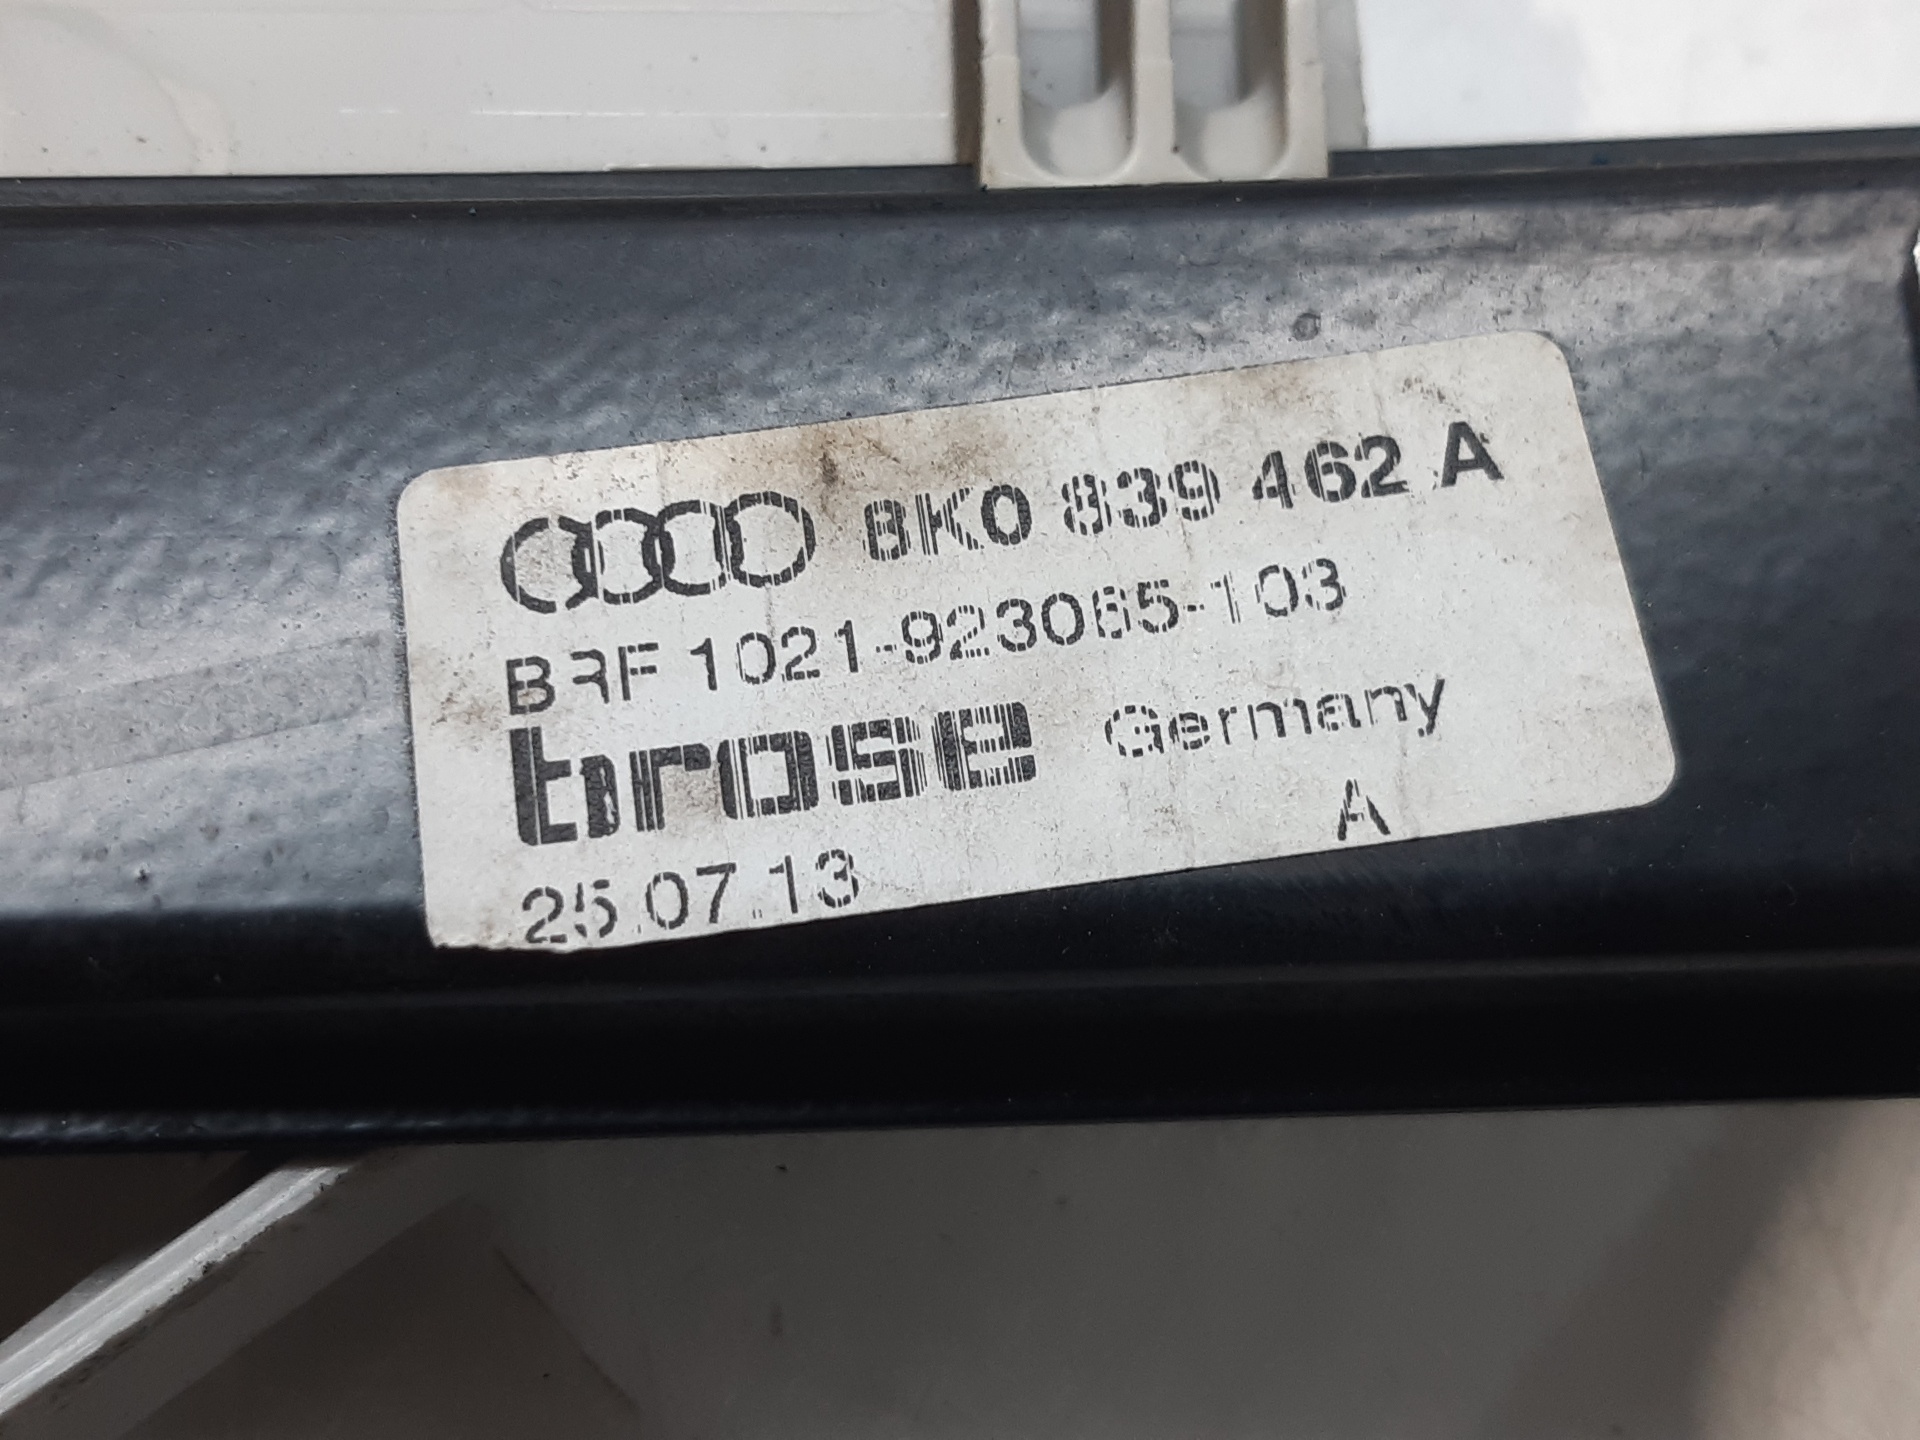 8K0 839 462 A
BRF 1021-923065-103
brose Germany
A
25.07.13